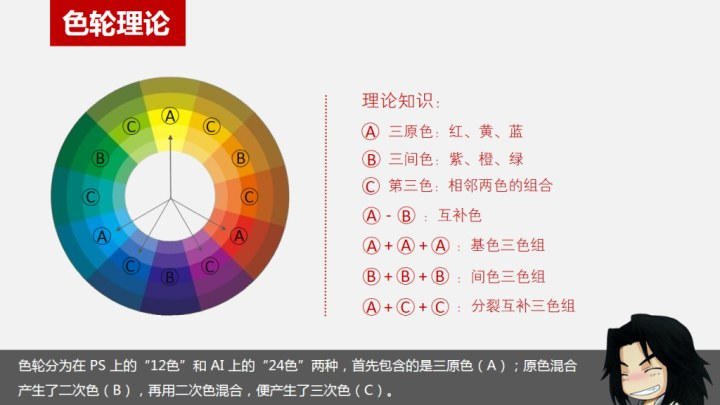 色轮理论
A
C
C
B
B
C
C
A
A
C
C
B
理论知识：
Ⓐ 三原色：红、黄、蓝
Ⓑ 三间色：紫、橙、绿
Ⓒ 第三色：相邻两色的组合
Ⓐ - Ⓑ ：互补色
Ⓐ + Ⓐ + Ⓐ ：基色三色组
Ⓑ + Ⓑ + Ⓑ ：间色三色组
Ⓐ + Ⓒ + Ⓒ ：分裂互补三色组
色轮分为在 PS 上的“12色”和 AI 上的“24色”两种，首先包含的是三原色（A）；原色混合
产生了二次色（B），再用二次色混合，便产生了三次色（C）。